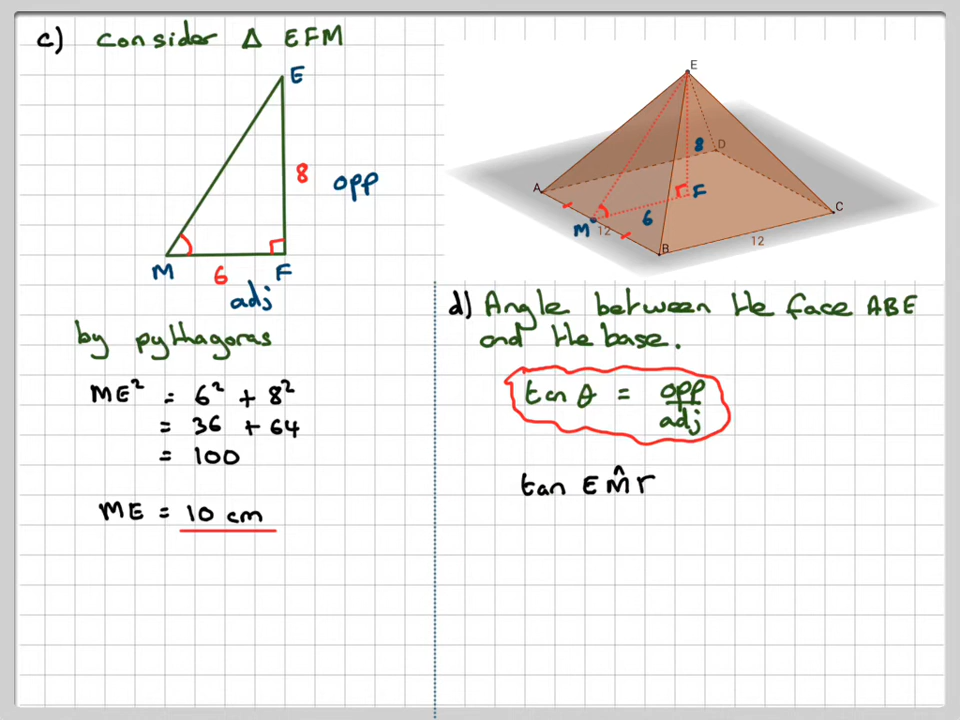 c) Consider Δ EFM
E
8
opp
M
6
F
adj
by pythagoras
ME² = 6² + 8²
= 36 + 64
= 100
ME = 10 cm
E
8
D
A
F
6
M
12
C
B
12
d) Angle between the face ABE
and the base.
tan θ = opp/adj
tan EM̂F